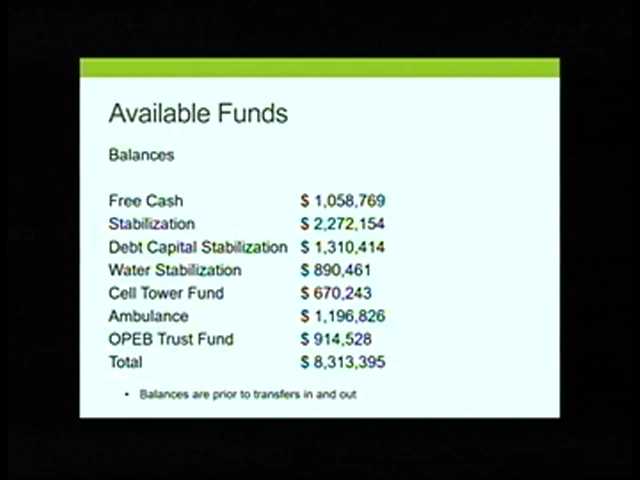 Available Funds
Balances
Free Cash $ 1,058,769
Stabilization $ 2,272,154
Debt Capital Stabilization $ 1,310,414
Water Stabilization $ 890,461
Cell Tower Fund $ 670,243
Ambulance $ 1,196,826
OPEB Trust Fund $ 914,528
Total $ 8,313,395
• Balances are prior to transfers in and out